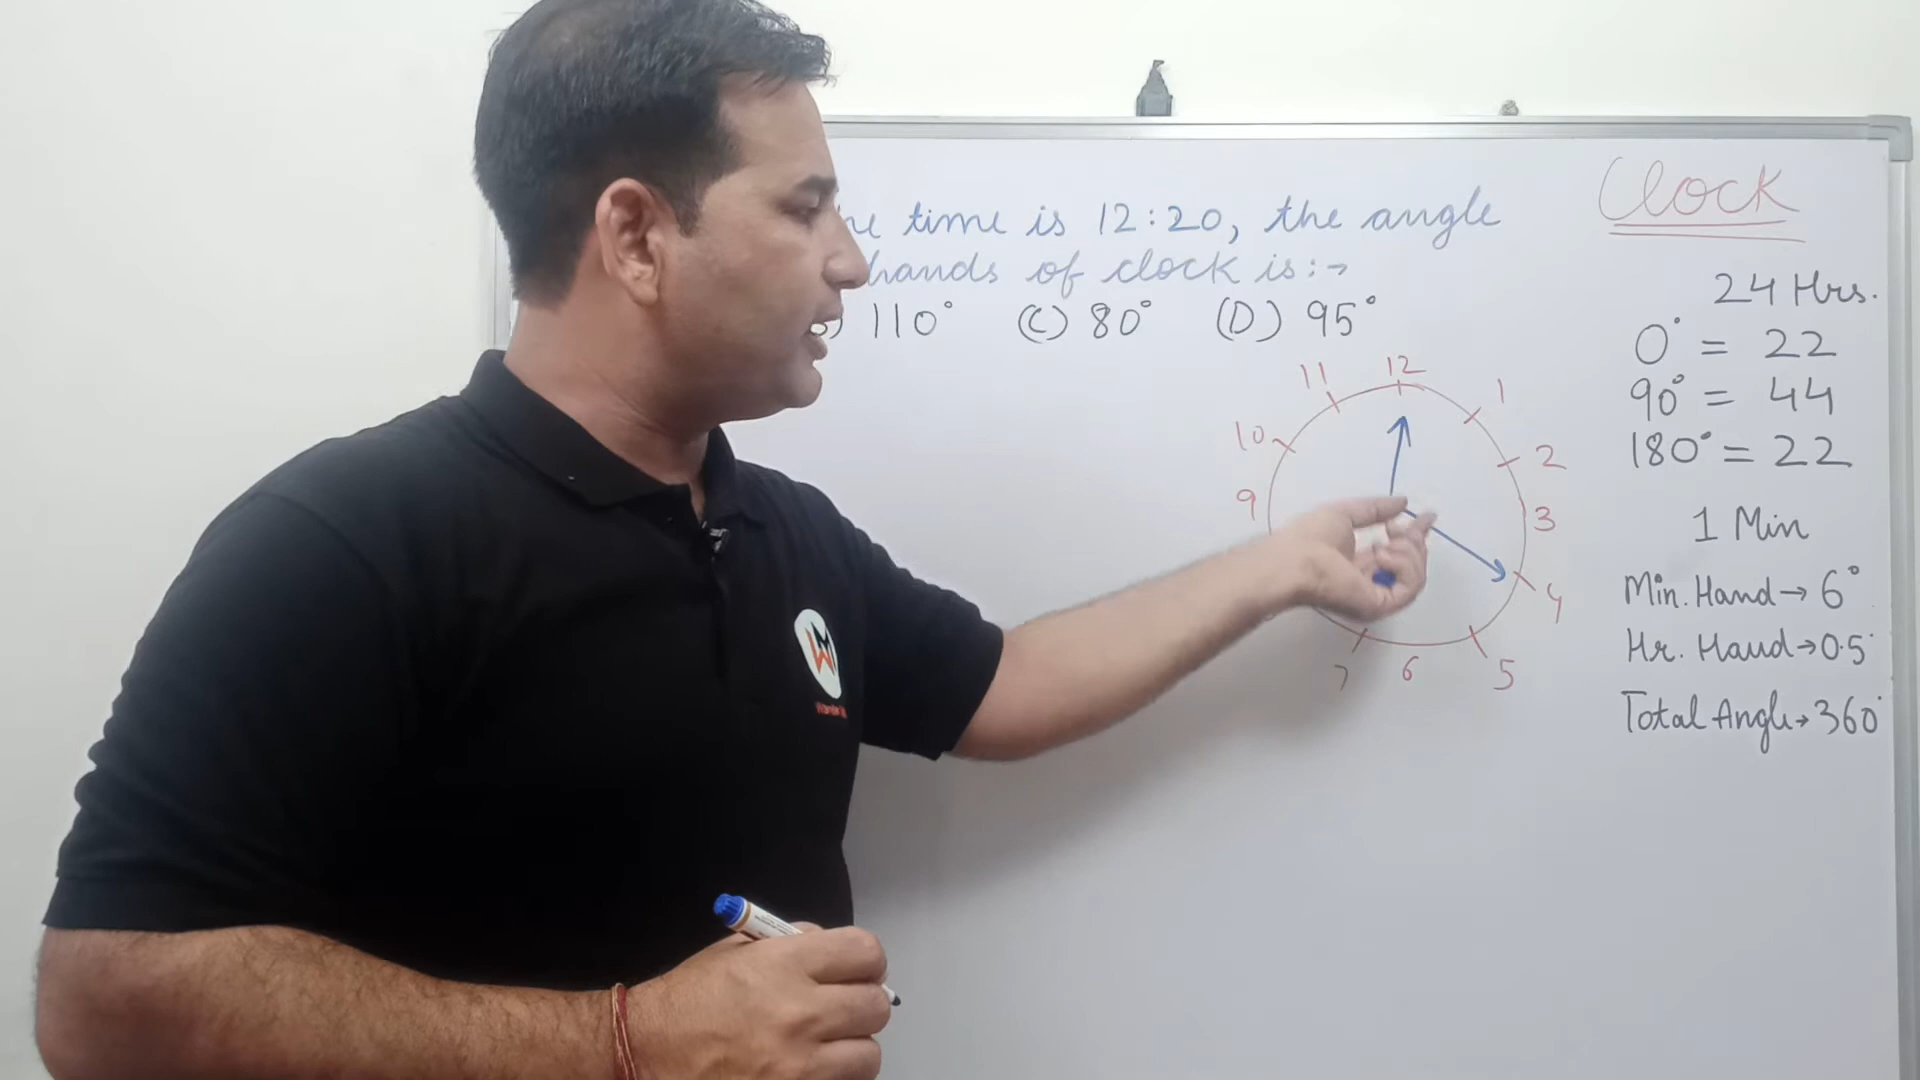 time is 12:20, the angle
hands of clock is:→
110° (C) 80° (D) 95°
Clock
24 Hrs.
0° = 22
90° = 44
180° = 22
1 Min
Min. Hand→ 6°
Hr. Hand→0.5°
Total Angle→360°
12
1
2
3
4
5
6
7
9
10
11